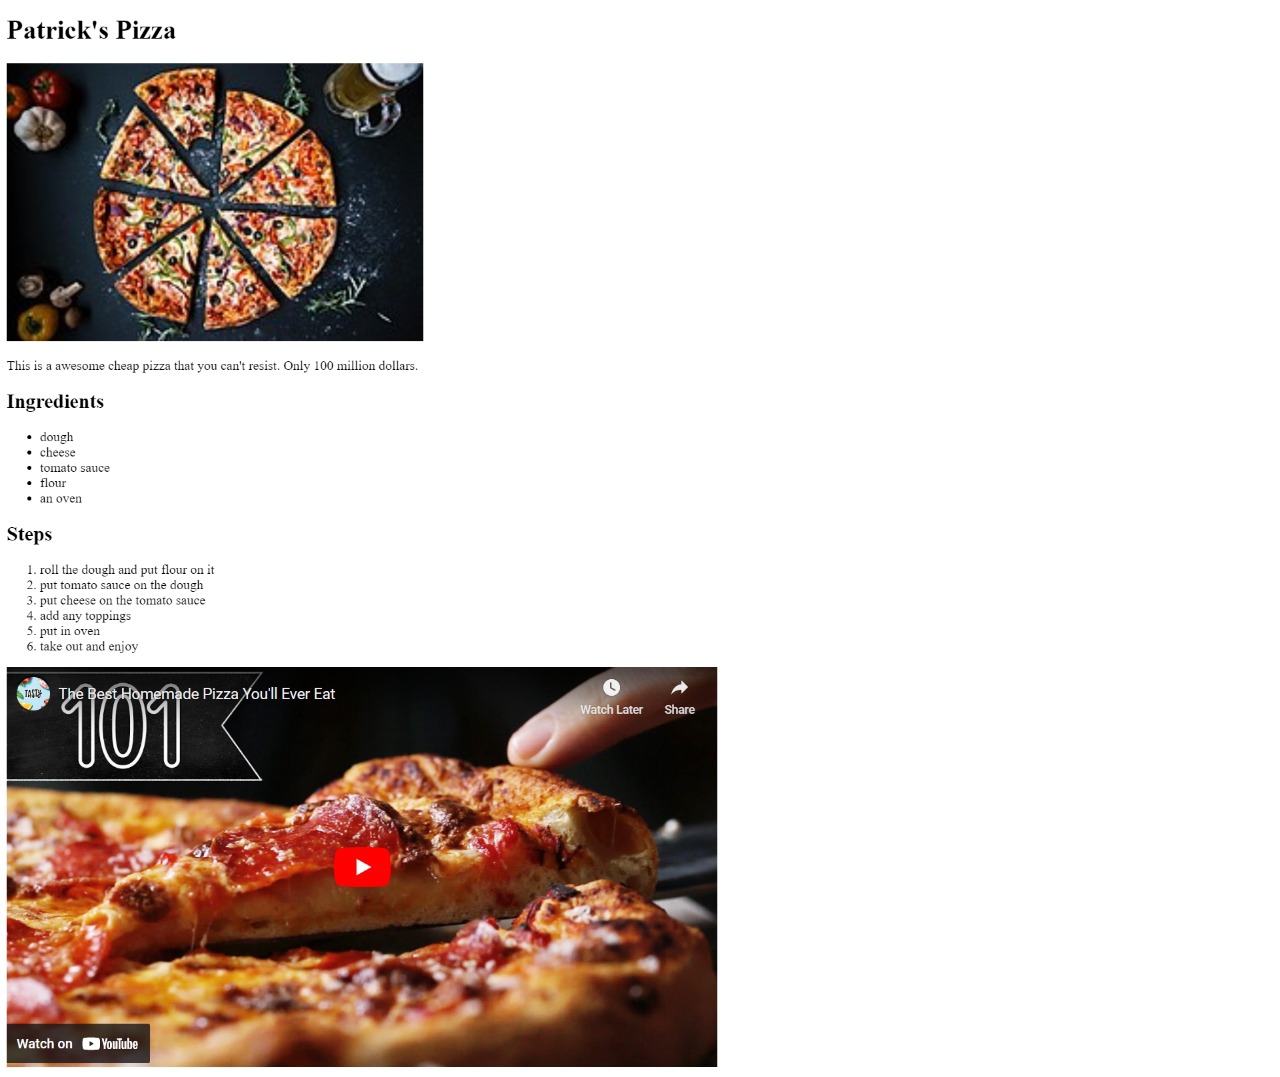 Patrick's Pizza
This is a awesome cheap pizza that you can't resist. Only 100 million dollars.
Ingredients
dough
cheese
tomato sauce
flour
an oven
Steps
1. roll the dough and put flour on it
2. put tomato sauce on the dough
3. put cheese on the tomato sauce
4. add any toppings
5. put in oven
6. take out and enjoy
TASTY
The Best Homemade Pizza You'll Ever Eat
Watch Later
Share
101
Watch on YouTube